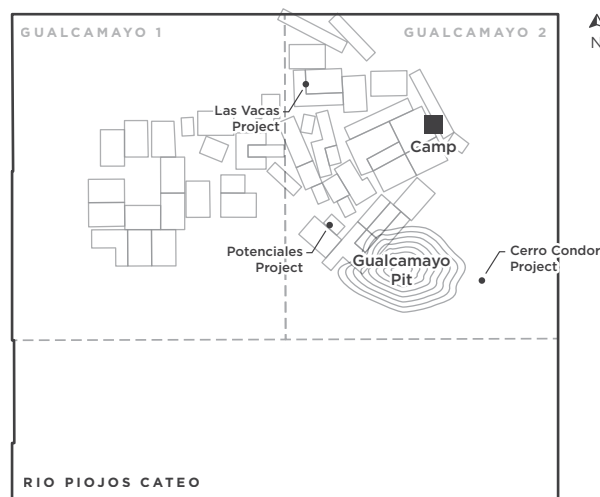 GUALCAMAYO 1
GUALCAMAYO 2
N
Las Vacas
Project
Camp
Potenciales
Project
Gualcamayo
Pit
Cerro Condor
Project
RIO PIOJOS CATEO